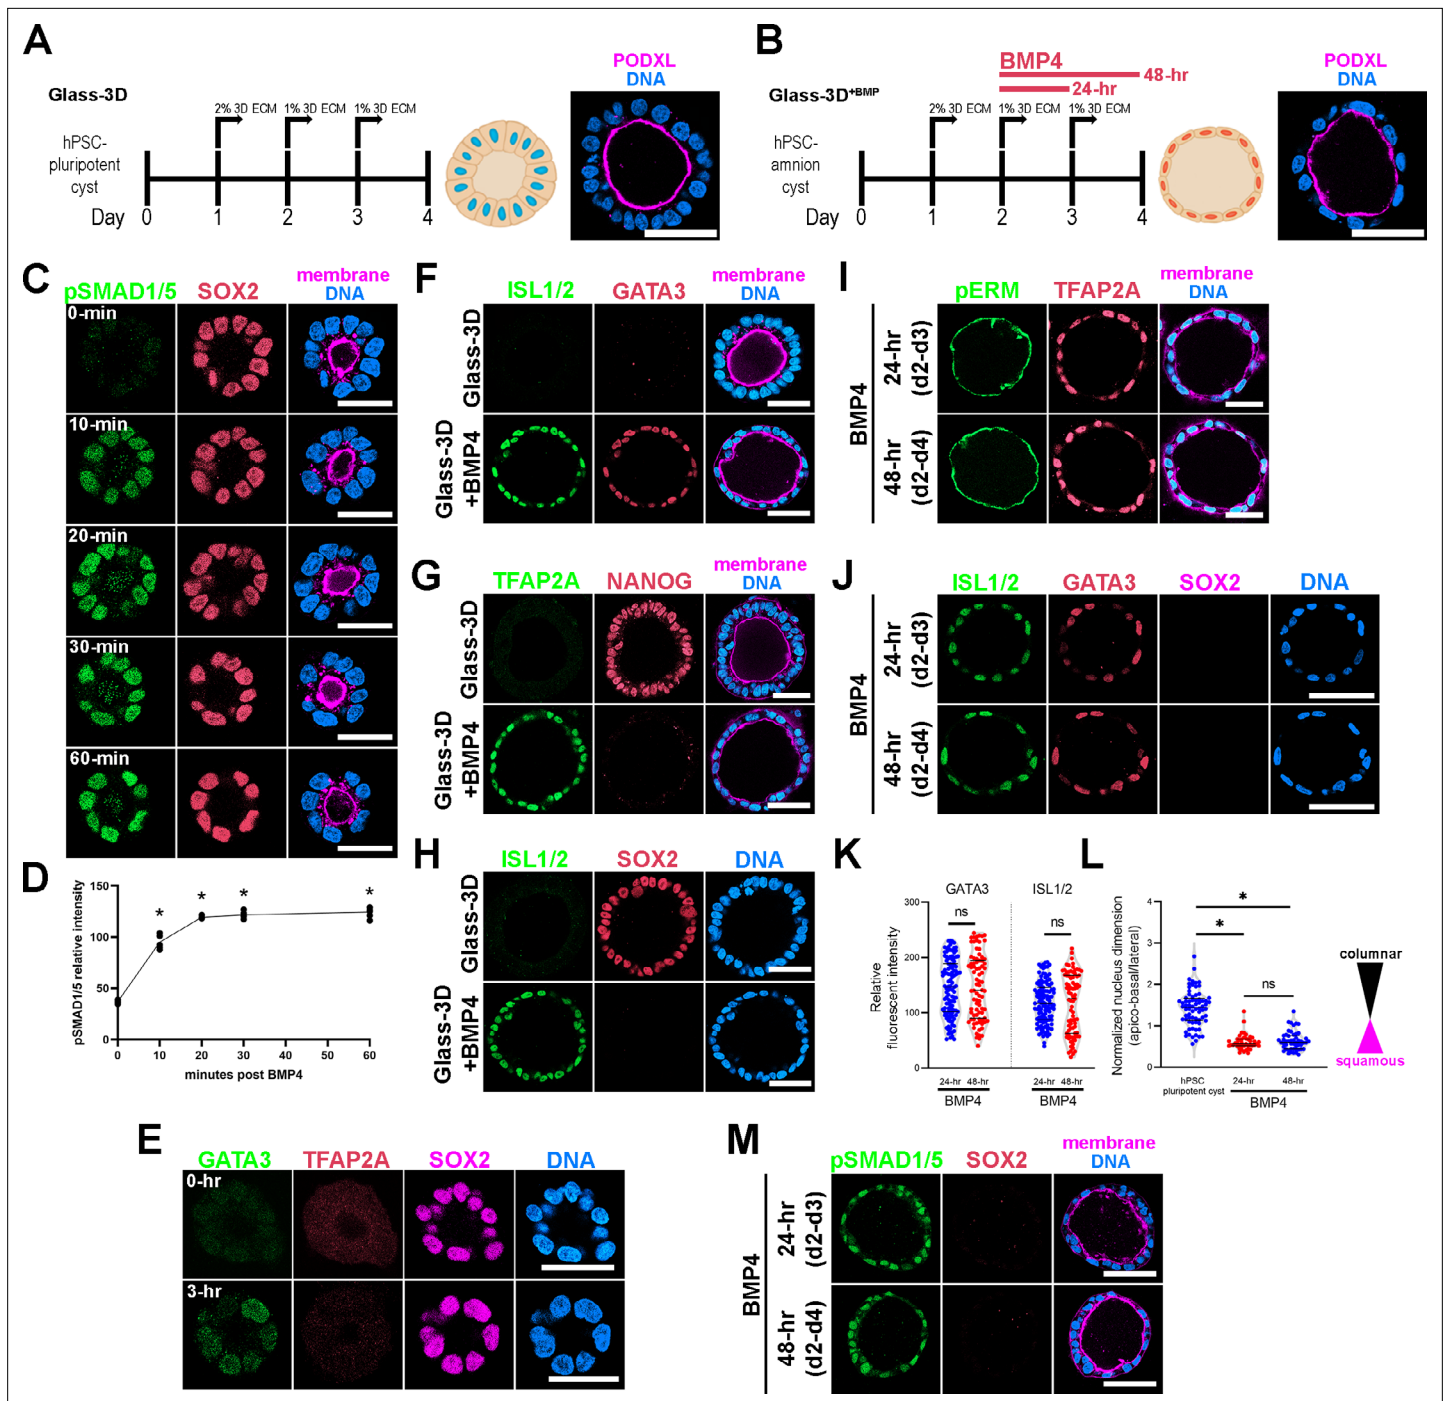 A
Glass-3D
hPSC-
pluripotent
cyst
2% 3D ECM
1% 3D ECM
1% 3D ECM
Day
0
1
2
3
4
PODXL
DNA
B
BMP4
48-hr
24-hr
Glass-3D+BMP
hPSC-
amnion
cyst
2% 3D ECM
1% 3D ECM
1% 3D ECM
Day
0
1
2
3
4
PODXL
DNA
C
pSMAD1/5
SOX2
membrane
DNA
0-min
10-min
20-min
30-min
60-min
D
pSMAD1/5 relative intensity
150
100
50
0
*
*
*
*
0
10
20
30
40
50
60
minutes post BMP4
E
GATA3
TFAP2A
SOX2
DNA
0-hr
3-hr
F
ISL1/2
GATA3
membrane
DNA
Glass-3D
Glass-3D
+BMP4
G
TFAP2A
NANOG
membrane
DNA
Glass-3D
Glass-3D
+BMP4
H
ISL1/2
SOX2
DNA
Glass-3D
Glass-3D
+BMP4
I
pERM
TFAP2A
membrane
DNA
BMP4
24-hr
(d2-d3)
48-hr
(d2-d4)
J
ISL1/2
GATA3
SOX2
DNA
BMP4
24-hr
(d2-d3)
48-hr
(d2-d4)
K
GATA3
ISL1/2
ns
ns
Relative
fluorescent intensity
300
200
100
0
24-hr
48-hr
24-hr
48-hr
BMP4
BMP4
L
Normalized nucleus dimension
(apico-basal/lateral)
4
3
2
1
0
*
*
ns
hPSC
pluripotent cyst
24-hr
48-hr
BMP4
columnar
squamous
M
pSMAD1/5
SOX2
membrane
DNA
BMP4
24-hr
(d2-d3)
48-hr
(d2-d4)